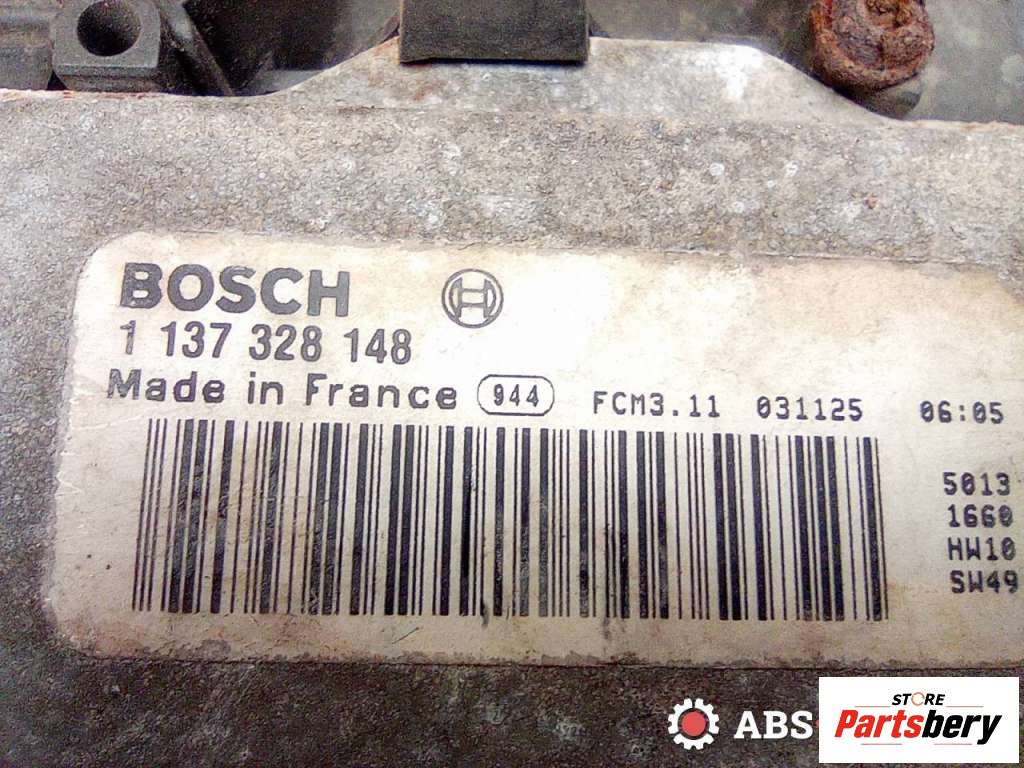 BOSCH
1 137 328 148
Made in France 944 FCM3.11 031125 06:05
5013
1660
HW10
SW49
ABS
STORE
Partsbery